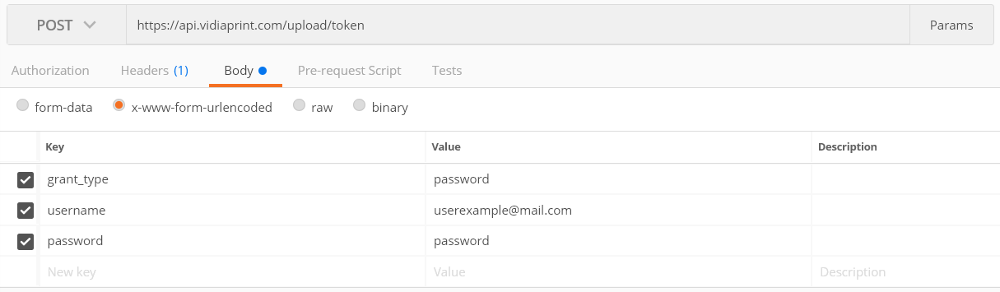 POST https://api.vidiaprint.com/upload/token Params
Authorization Headers (1) Body Pre-request Script Tests
form-data x-www-form-urlencoded raw binary
Key Value Description
grant_type password
username userexample@mail.com
password password
New key Value Description